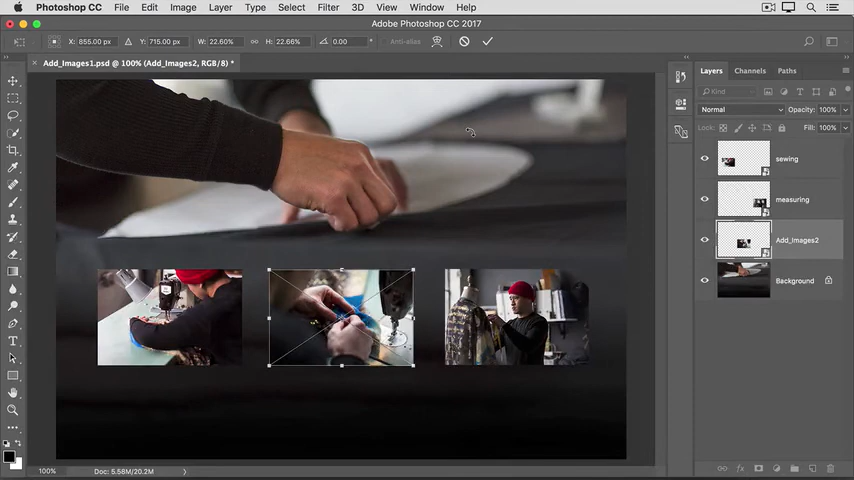 Photoshop CC File Edit Image Layer Type Select Filter 3D View Window Help
Adobe Photoshop CC 2017
X: 855.00 px Y: 715.00 px W: 22.60% H: 22.66% 0.00 ° Anti-alias
Add_Images1.psd @ 100% (Add_Images2, RGB/8) *
Layers Channels Paths
Kind
Normal Opacity: 100%
Lock: Fill: 100%
sewing
measuring
Add_Images2
Background
100% Doc: 5.58M/20.2M